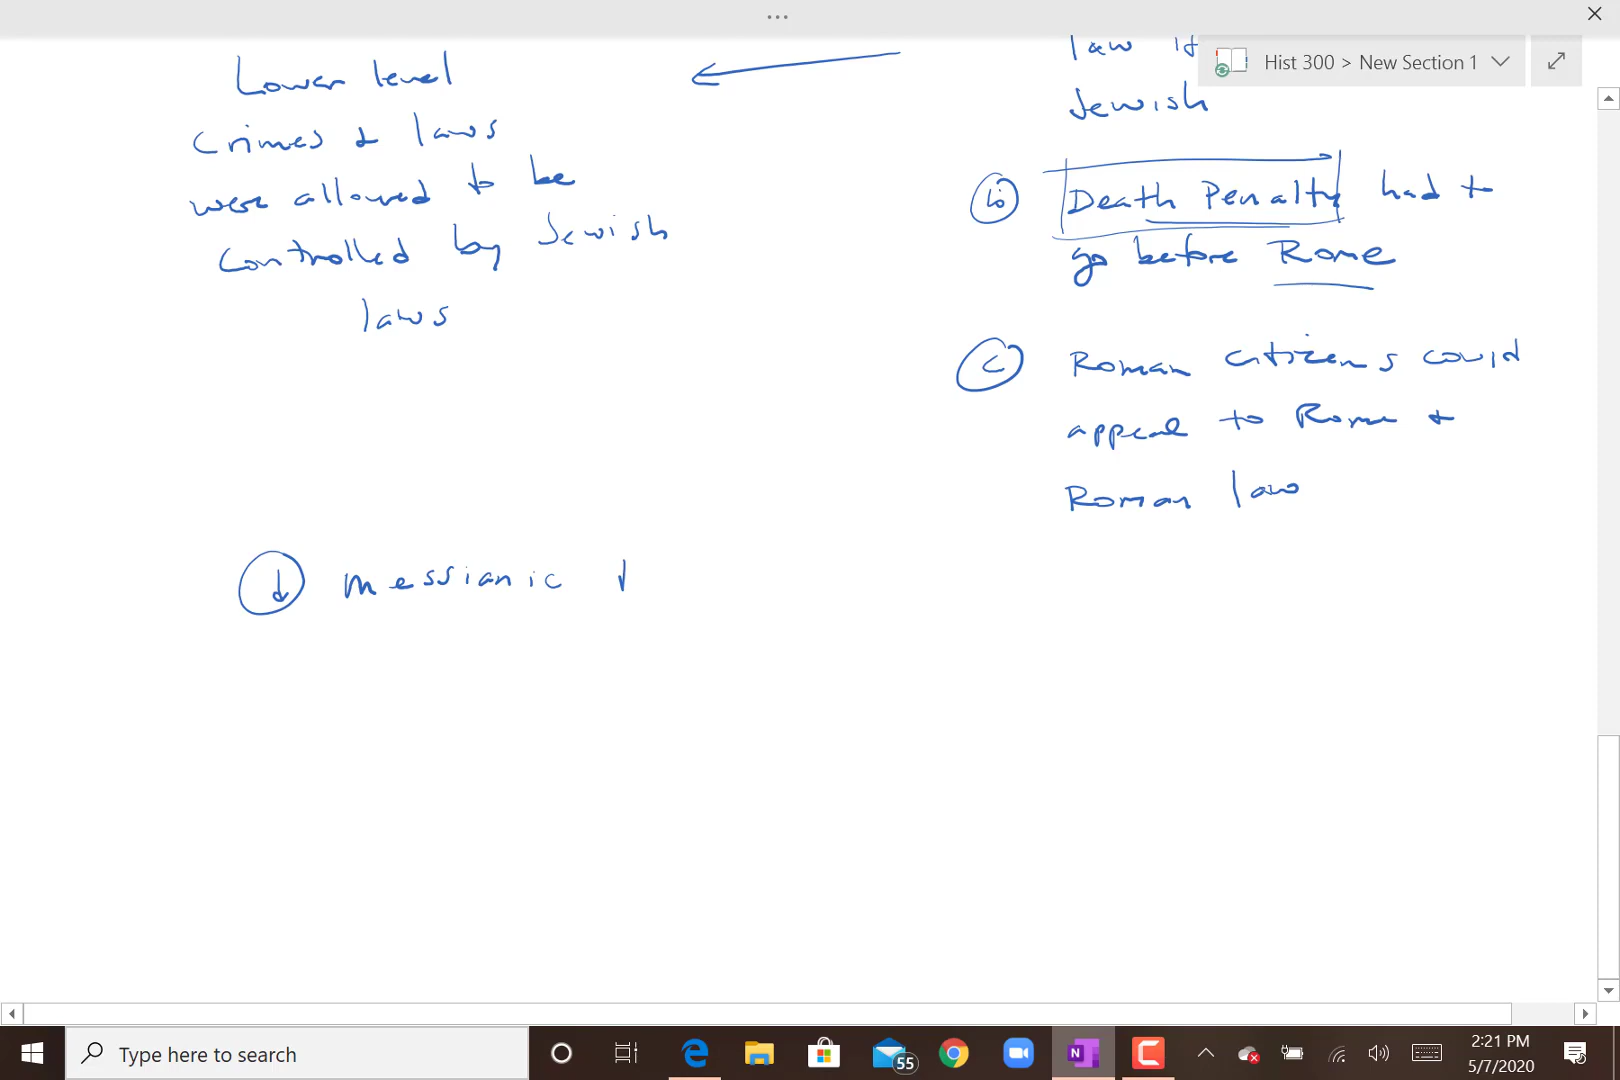 Lower level
crimes & laws
were allowed to be
controlled by Jewish
laws
law if
Jewish
b Death Penalty had to
go before Rome
c Roman citizens could
appeal to Rome &
Roman law
messianic
Hist 300 > New Section 1
Type here to search
55
2:21 PM
5/7/2020